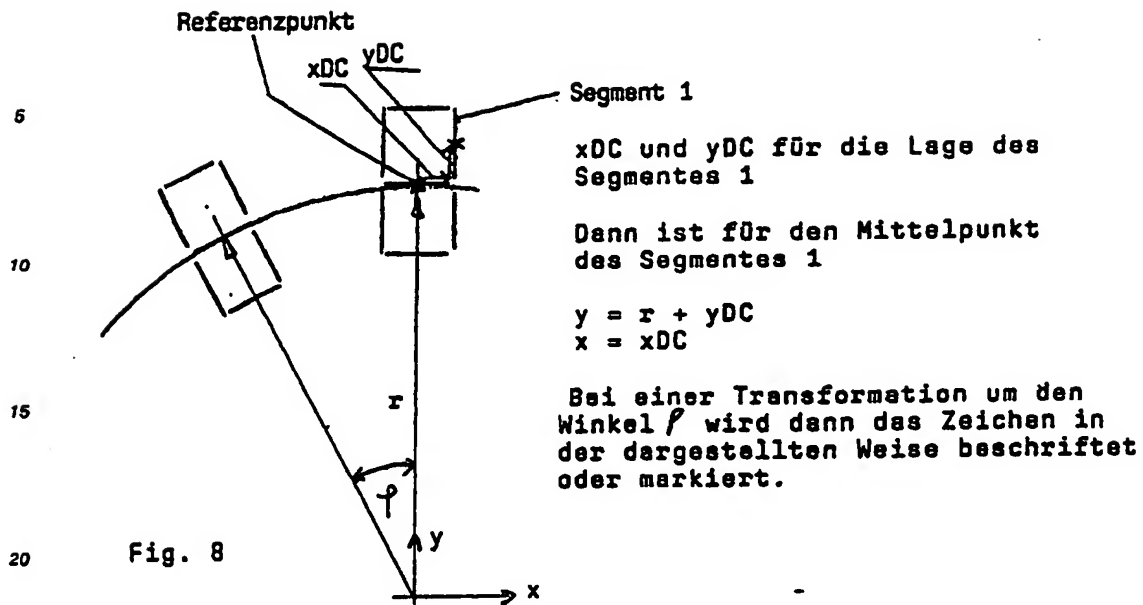 Referenzpunkt
yDC
xDC
5
Segment 1
xDC und yDC für die Lage des
Segmentes 1
Dann ist für den Mittelpunkt
10
des Segmentes 1
y = r + yDC
x = xDC
Bei einer Transformation um den
15
Winkel ρ wird dann das Zeichen in
der dargestellten Weise beschriftet
oder markiert.
r
ρ
y
20
Fig. 8
x